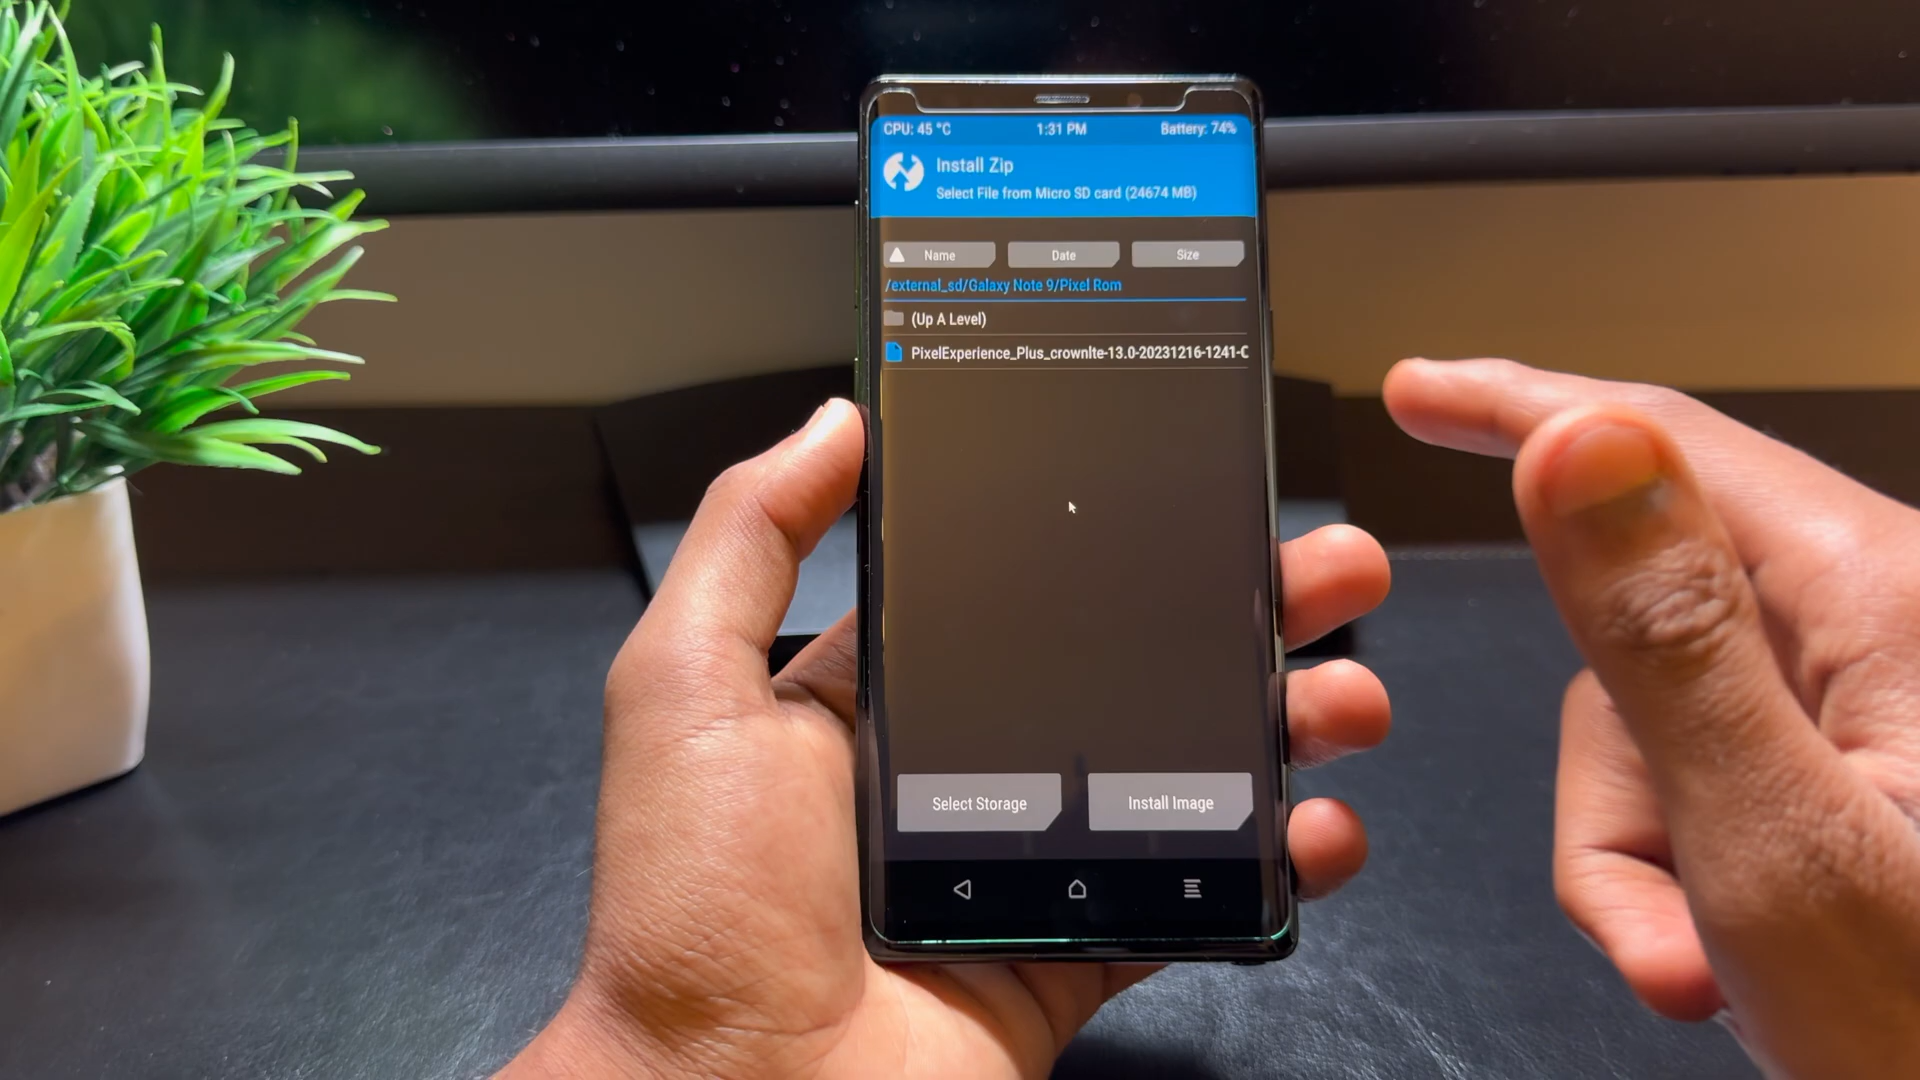 CPU: 45 °C 1:31 PM Battery: 74%
Install Zip
Select File from Micro SD card (24674 MB)
Name Date Size
/external_sd/Galaxy Note 9/Pixel Rom
(Up A Level)
PixelExperience_Plus_crownlte-13.0-20231216-1241-C
Select Storage Install Image